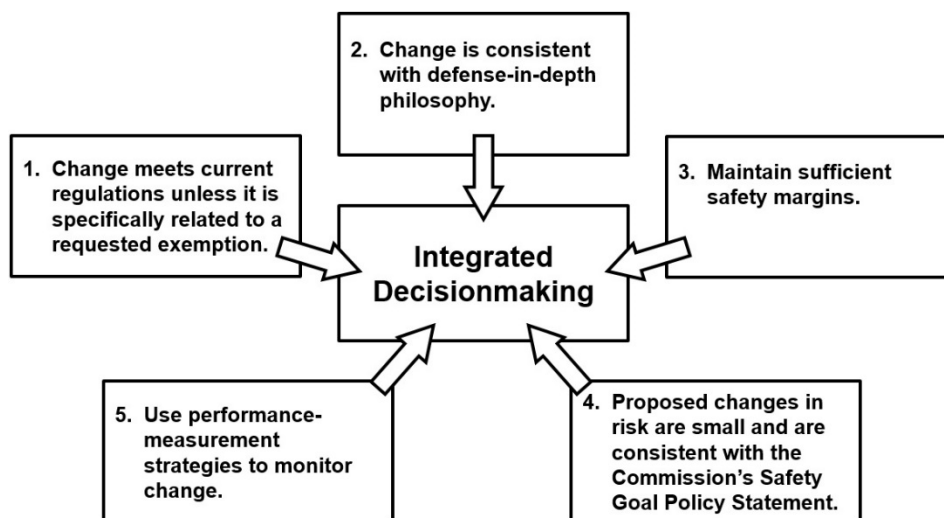 2. Change is consistent
with defense-in-depth
philosophy.
1. Change meets current
regulations unless it is
specifically related to a
requested exemption.
3. Maintain sufficient
safety margins.
Integrated
Decisionmaking
5. Use performance-
measurement
strategies to monitor
change.
4. Proposed changes in
risk are small and are
consistent with the
Commission’s Safety
Goal Policy Statement.